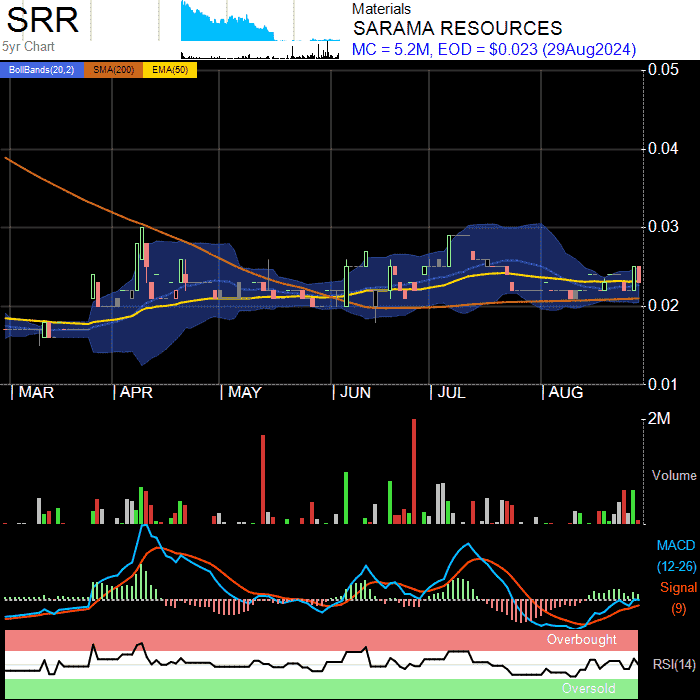 SRR
5yr Chart
Materials
SARAMA RESOURCES
MC = 5.2M, EOD = $0.023 (29Aug2024)
BollBands(20,2) SMA(200) EMA(50)
0.05
0.04
0.03
0.02
0.01
MAR APR MAY JUN JUL AUG
2M
Volume
MACD
(12-26)
Signal
(9)
Overbought
RSI(14)
Oversold